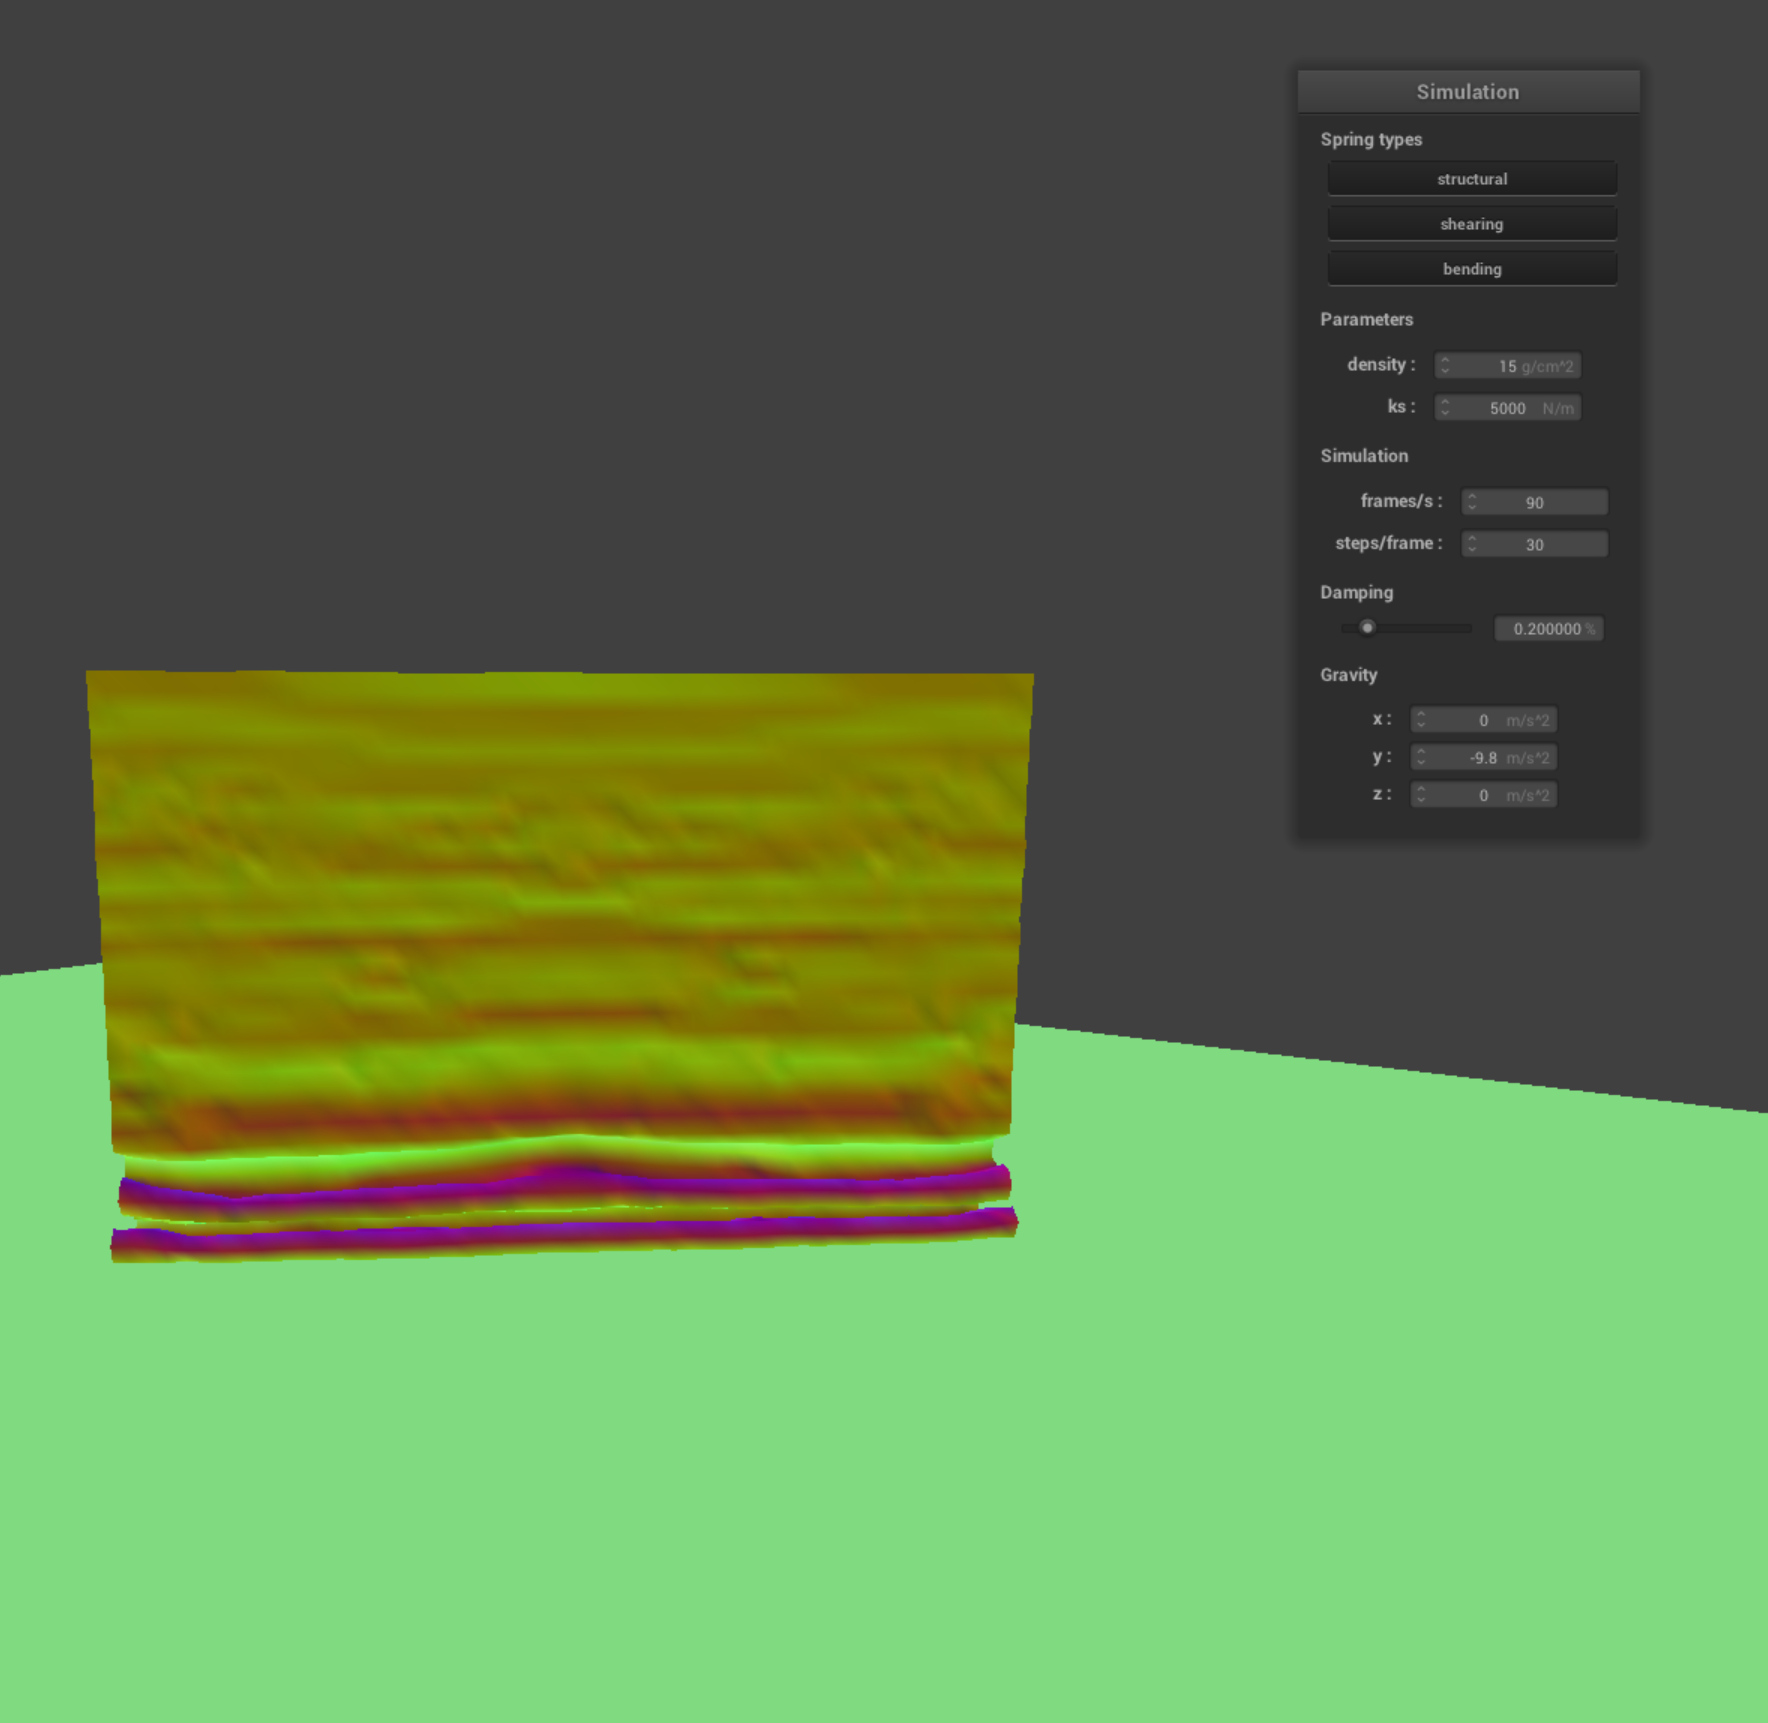 Simulation
Spring types
structural
shearing
bending
Parameters
density : 15 g/cm^2
ks : 5000 N/m
Simulation
frames/s : 90
steps/frame : 30
Damping
0.200000 %
Gravity
x : 0 m/s^2
y : -9.8 m/s^2
z : 0 m/s^2